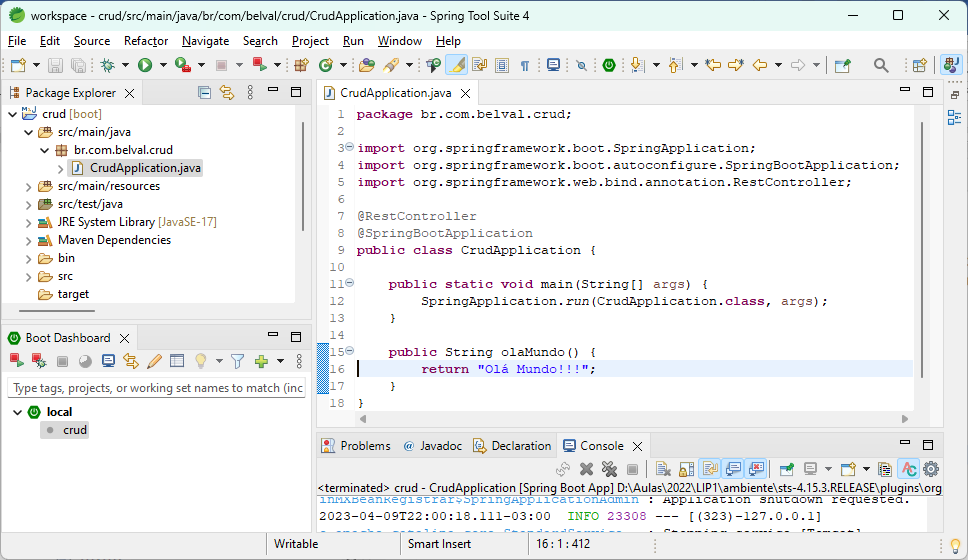 workspace - crud/src/main/java/br/com/belval/crud/CrudApplication.java - Spring Tool Suite 4
File Edit Source Refactor Navigate Search Project Run Window Help
Package Explorer
crud [boot]
src/main/java
br.com.belval.crud
CrudApplication.java
src/main/resources
src/test/java
JRE System Library [JavaSE-17]
Maven Dependencies
bin
src
target
Boot Dashboard
Type tags, projects, or working set names to match (inc
local
crud
CrudApplication.java
1 package br.com.belval.crud;
2
3 import org.springframework.boot.SpringApplication;
4 import org.springframework.boot.autoconfigure.SpringBootApplication;
5 import org.springframework.web.bind.annotation.RestController;
6
7 @RestController
8 @SpringBootApplication
9 public class CrudApplication {
10
11 public static void main(String[] args) {
12 SpringApplication.run(CrudApplication.class, args);
13 }
14
15 public String olaMundo() {
16 return "Olá Mundo!!!";
17 }
18 }
Problems @ Javadoc Declaration Console
<terminated> crud - CrudApplication [Spring Boot App] D:\Aulas\2022\LIP1\ambiente\sts-4.15.3.RELEASE\plugins\org
inMXBeanRegistrar$SpringApplicationAdmin : Application shutdown requested.
2023-04-09T22:00:18.111-03:00 INFO 23308 --- [(323)-127.0.0.1]
Writable Smart Insert 16 : 1 : 412